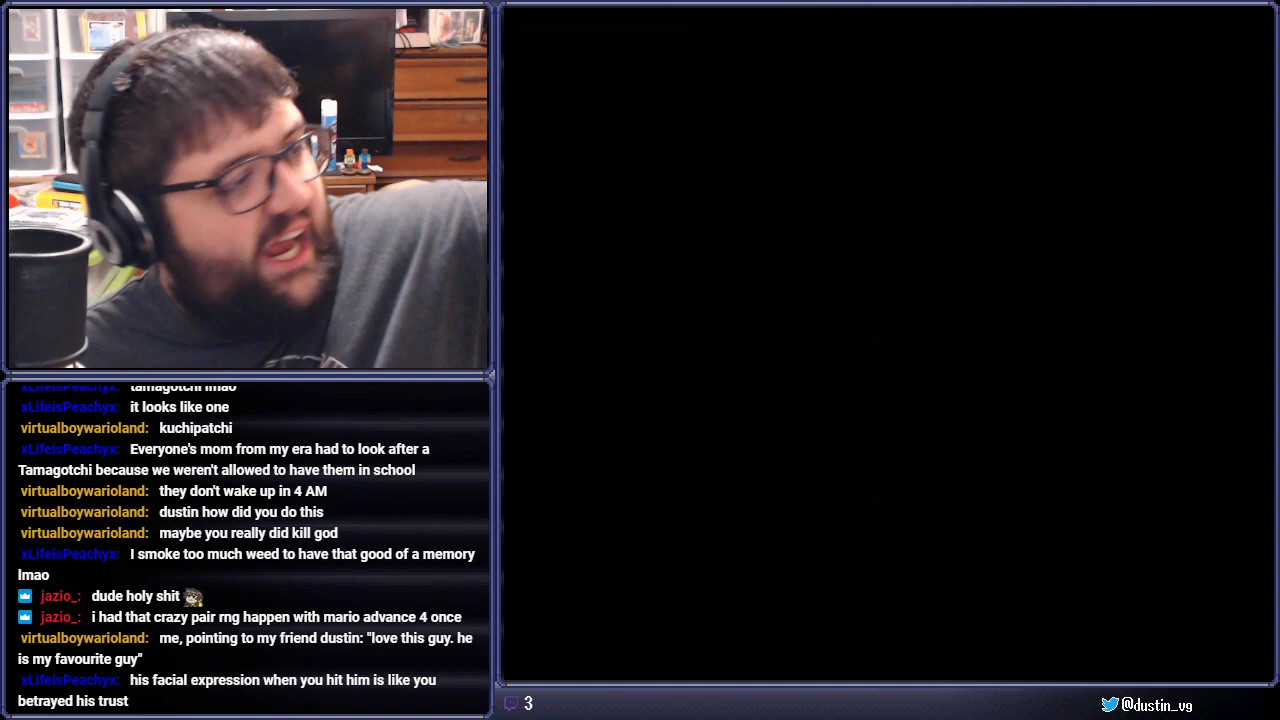 xLifeisPeachyx: tamagotchi lmao
xLifeisPeachyx: it looks like one
virtualboywarioland: kuchipatchi
xLifeisPeachyx: Everyone's mom from my era had to look after a
Tamagotchi because we weren't allowed to have them in school
virtualboywarioland: they don't wake up in 4 AM
virtualboywarioland: dustin how did you do this
virtualboywarioland: maybe you really did kill god
xLifeisPeachyx: I smoke too much weed to have that good of a memory
lmao
jazio_: dude holy shit
jazio_: i had that crazy pair rng happen with mario advance 4 once
virtualboywarioland: me, pointing to my friend dustin: "love this guy. he
is my favourite guy"
xLifeisPeachyx: his facial expression when you hit him is like you
betrayed his trust
3
@dustin_vg